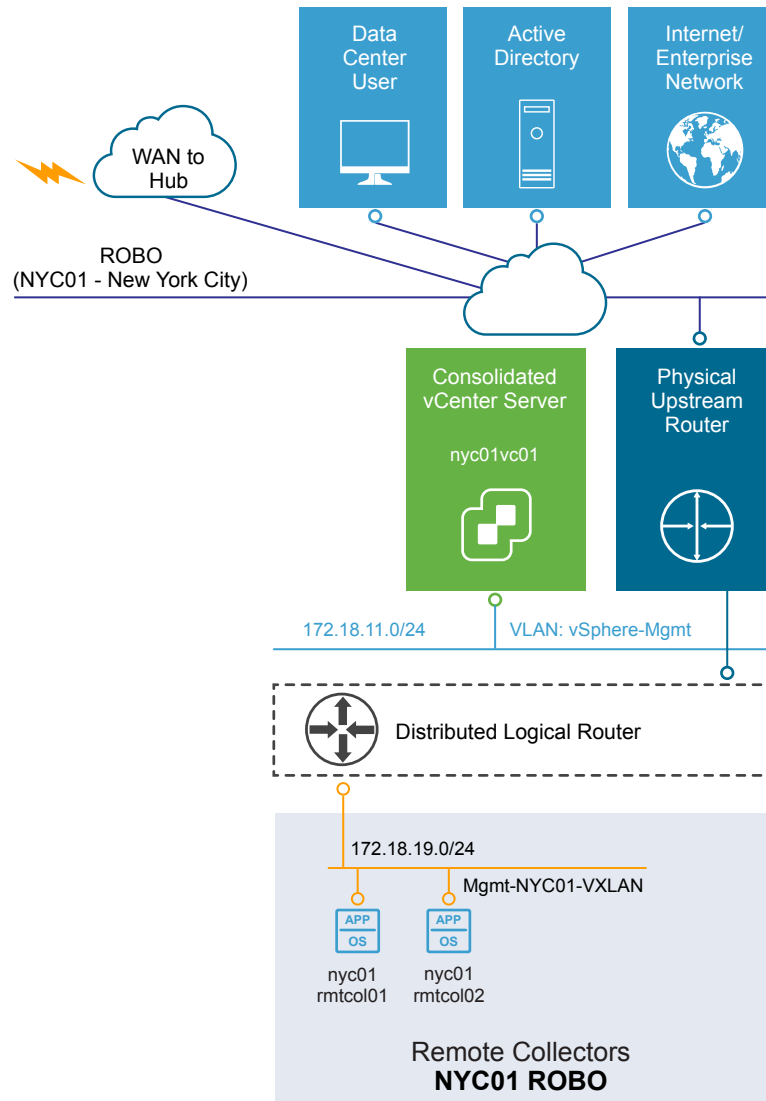 Data
Center
User
Active
Directory
Internet/
Enterprise
Network
WAN to
Hub
ROBO
(NYC01 - New York City)
Consolidated
vCenter Server
nyc01vc01
Physical
Upstream
Router
172.18.11.0/24
VLAN: vSphere-Mgmt
Distributed Logical Router
172.18.19.0/24
Mgmt-NYC01-VXLAN
APP
OS
APP
OS
nyc01
rmtcol01
nyc01
rmtcol02
Remote Collectors
NYC01 ROBO